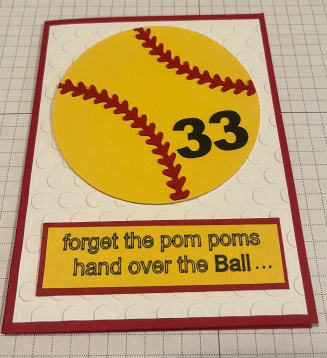 33
forget the pom poms
hand over the Ball ...